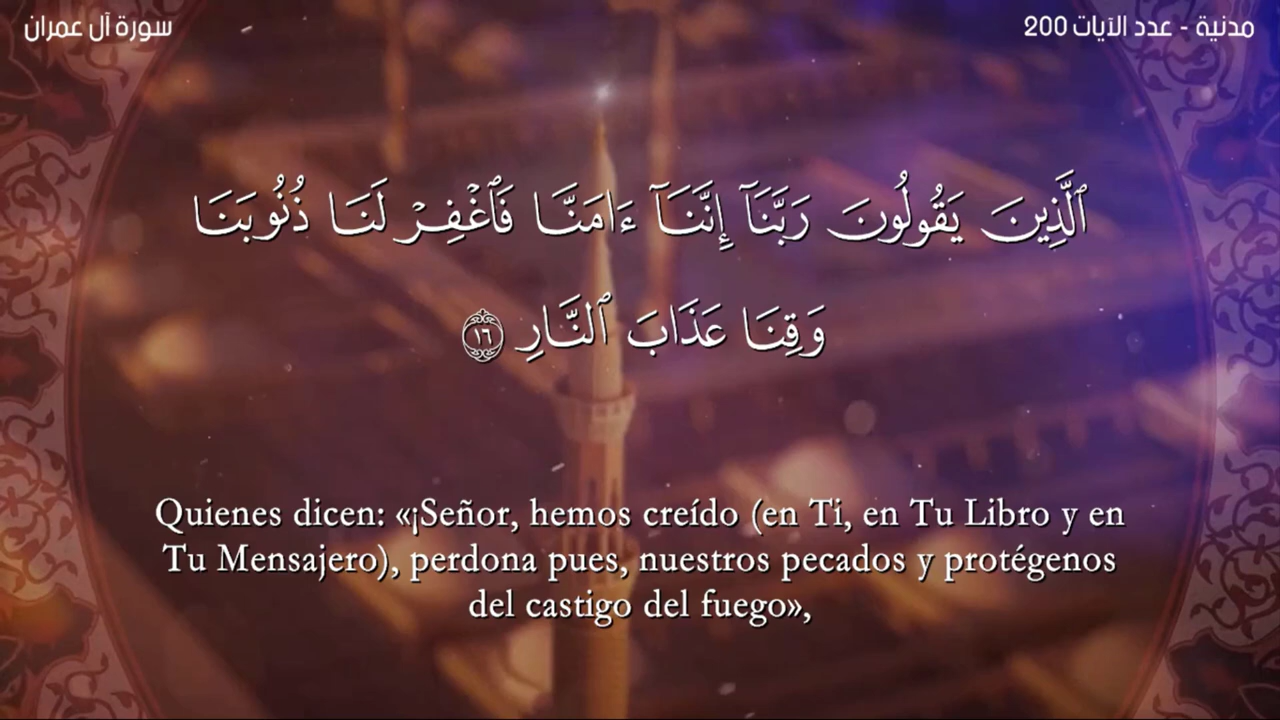 سورة آل عمران
مدنية - عدد الآيات 200
ٱلَّذِينَ يَقُولُونَ رَبَّنَآ إِنَّنَآ ءَامَنَّا فَٱغْفِرْ لَنَا ذُنُوبَنَا
وَقِنَا عَذَابَ ٱلنَّارِ ١٦
Quienes dicen: «¡Señor, hemos creído (en Ti, en Tu Libro y en
Tu Mensajero), perdona pues, nuestros pecados y protégenos
del castigo del fuego»,